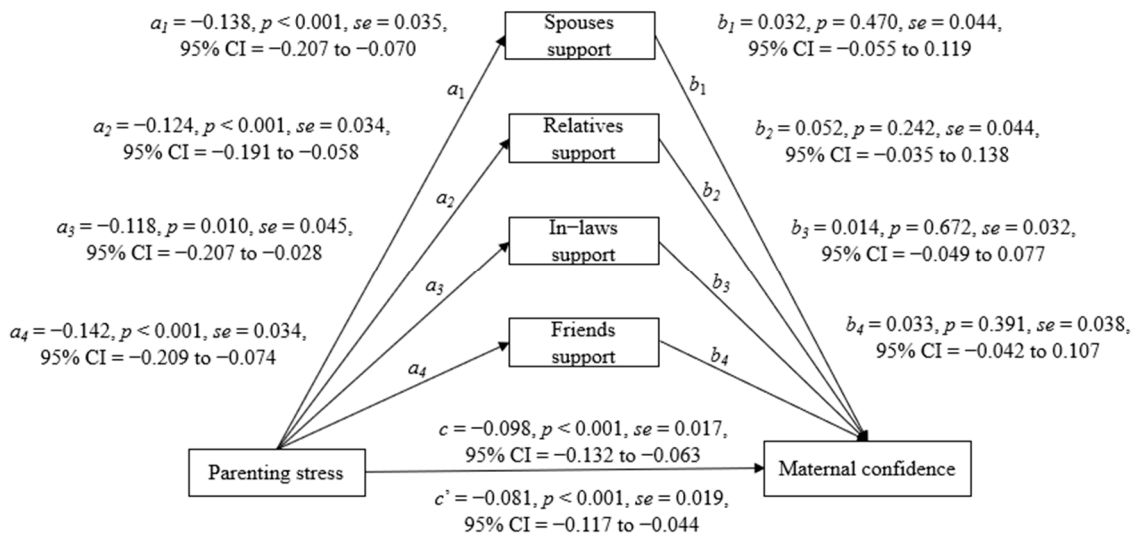 a₁ = −0.138, p < 0.001, se = 0.035,
95% CI = −0.207 to −0.070
Spouses
support
b₁ = 0.032, p = 0.470, se = 0.044,
95% CI = −0.055 to 0.119
a₁
b₁
a₂ = −0.124, p < 0.001, se = 0.034,
95% CI = −0.191 to −0.058
Relatives
support
b₂ = 0.052, p = 0.242, se = 0.044,
95% CI = −0.035 to 0.138
a₂
b₂
a₃ = −0.118, p = 0.010, se = 0.045,
95% CI = −0.207 to −0.028
In−laws
support
b₃ = 0.014, p = 0.672, se = 0.032,
95% CI = −0.049 to 0.077
a₃
b₃
a₄ = −0.142, p < 0.001, se = 0.034,
95% CI = −0.209 to −0.074
Friends
support
b₄ = 0.033, p = 0.391, se = 0.038,
95% CI = −0.042 to 0.107
a₄
b₄
c = −0.098, p < 0.001, se = 0.017,
95% CI = −0.132 to −0.063
Parenting stress
Maternal confidence
c’ = −0.081, p < 0.001, se = 0.019,
95% CI = −0.117 to −0.044